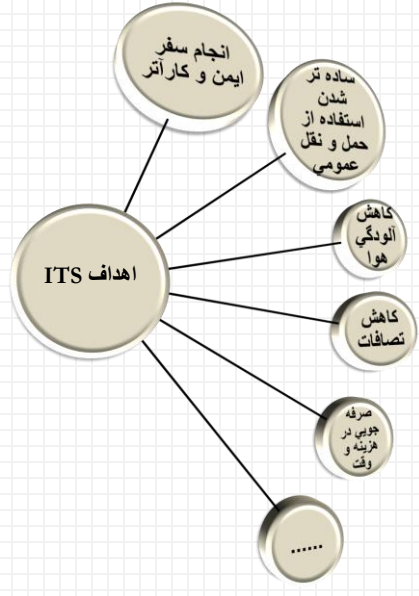 انجام سفر
ایمن و کارآتر
ساده تر
شدن
استفاده از
حمل و نقل
عمومي
کاهش
آلودگي
هوا
اهداف ITS
کاهش
تصافات
صرفه
جويي در
هزينه و
وقت
......